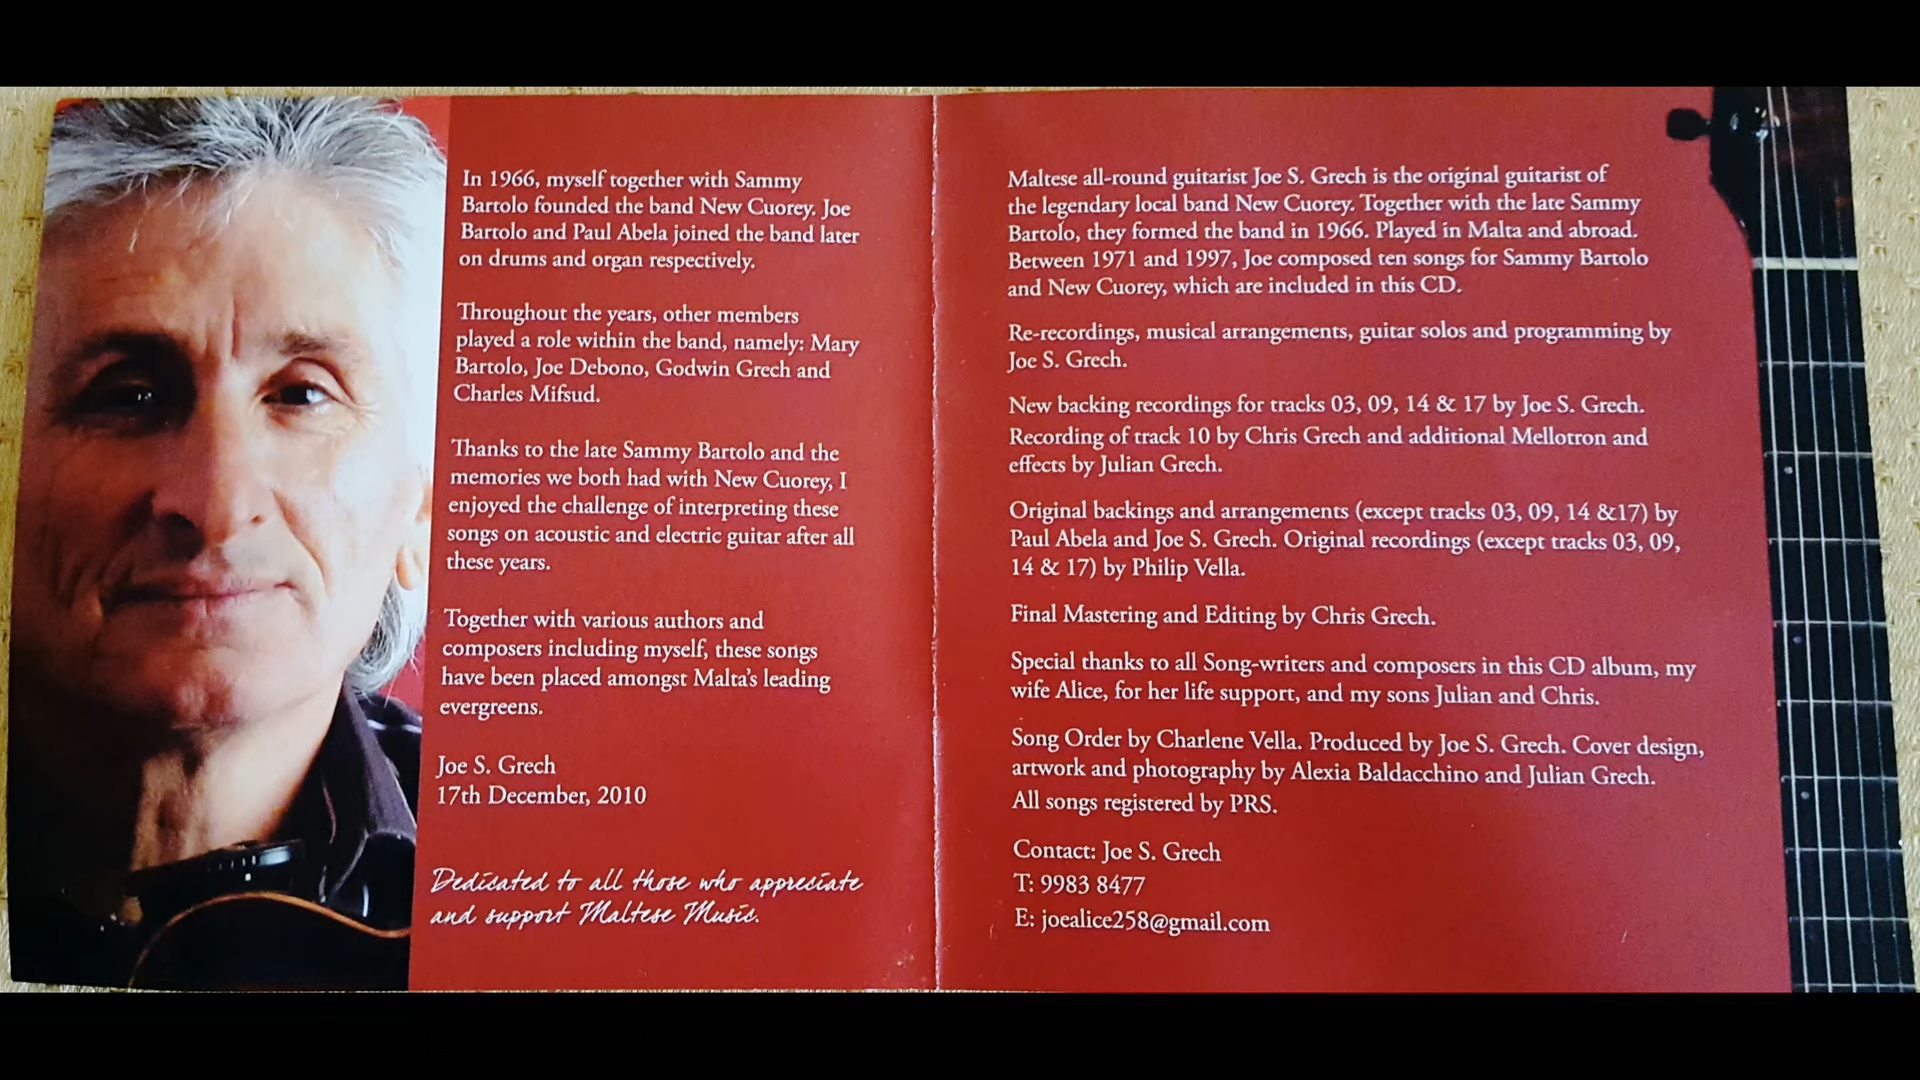 In 1966, myself together with Sammy
Bartolo founded the band New Cuorey. Joe
Bartolo and Paul Abela joined the band later
on drums and organ respectively.
Throughout the years, other members
played a role within the band, namely: Mary
Bartolo, Joe Debono, Godwin Grech and
Charles Mifsud.
Thanks to the late Sammy Bartolo and the
memories we both had with New Cuorey, I
enjoyed the challenge of interpreting these
songs on acoustic and electric guitar after all
these years.
Together with various authors and
composers including myself, these songs
have been placed amongst Malta's leading
evergreens.
Joe S. Grech
17th December, 2010
Dedicated to all those who appreciate
and support Maltese Music.
Maltese all-round guitarist Joe S. Grech is the original guitarist of
the legendary local band New Cuorey. Together with the late Sammy
Bartolo, they formed the band in 1966. Played in Malta and abroad.
Between 1971 and 1997, Joe composed ten songs for Sammy Bartolo
and New Cuorey, which are included in this CD.
Re-recordings, musical arrangements, guitar solos and programming by
Joe S. Grech.
New backing recordings for tracks 03, 09, 14 & 17 by Joe S. Grech.
Recording of track 10 by Chris Grech and additional Mellotron and
effects by Julian Grech.
Original backings and arrangements (except tracks 03, 09, 14 &17) by
Paul Abela and Joe S. Grech. Original recordings (except tracks 03, 09,
14 & 17) by Philip Vella.
Final Mastering and Editing by Chris Grech.
Special thanks to all Song-writers and composers in this CD album, my
wife Alice, for her life support, and my sons Julian and Chris.
Song Order by Charlene Vella. Produced by Joe S. Grech. Cover design,
artwork and photography by Alexia Baldacchino and Julian Grech.
All songs registered by PRS.
Contact: Joe S. Grech
T: 9983 8477
E: joealice258@gmail.com